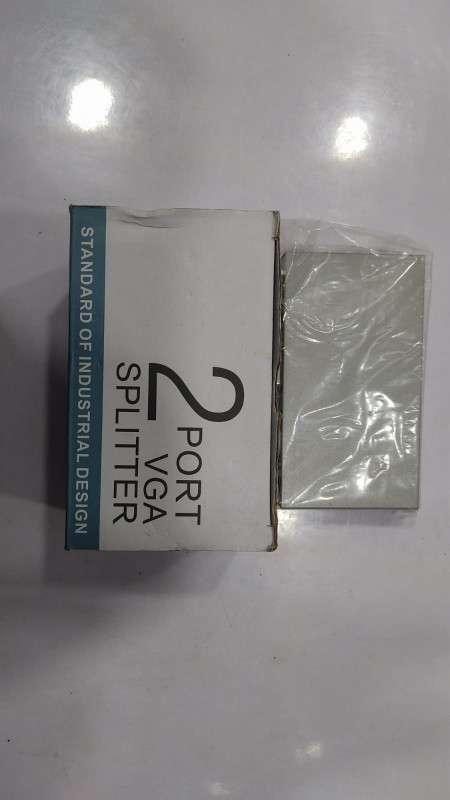 2 PORT
VGA
SPLITTER
STANDARD OF INDUSTRIAL DESIGN